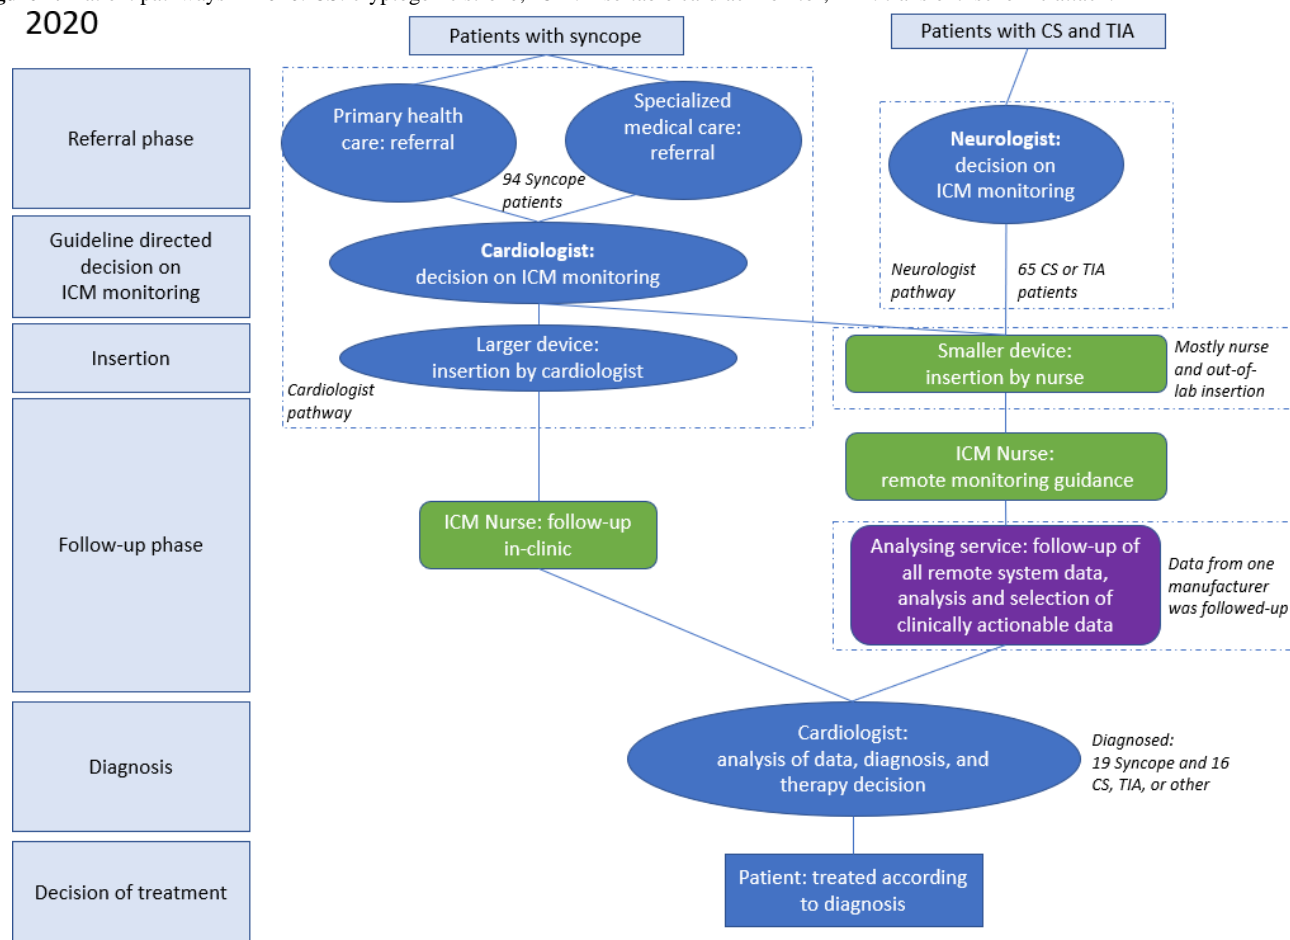 2020
Patients with syncope
Patients with CS and TIA
Referral phase
Primary health
care: referral
Specialized
medical care:
referral
Neurologist:
decision on
ICM monitoring
94 Syncope
patients
Guideline directed
decision on
ICM monitoring
Cardiologist:
decision on ICM monitoring
Neurologist
pathway
65 CS or TIA
patients
Insertion
Larger device:
insertion by cardiologist
Cardiologist
pathway
Smaller device:
insertion by nurse
Mostly nurse
and out-of-
lab insertion
Follow-up phase
ICM Nurse:
remote monitoring guidance
ICM Nurse: follow-up
in-clinic
Analysing service: follow-up of
all remote system data,
analysis and selection of
clinically actionable data
Data from one
manufacturer
was followed-up
Diagnosis
Cardiologist:
analysis of data, diagnosis, and
therapy decision
Diagnosed:
19 Syncope and 16
CS, TIA, or other
Decision of treatment
Patient: treated according
to diagnosis